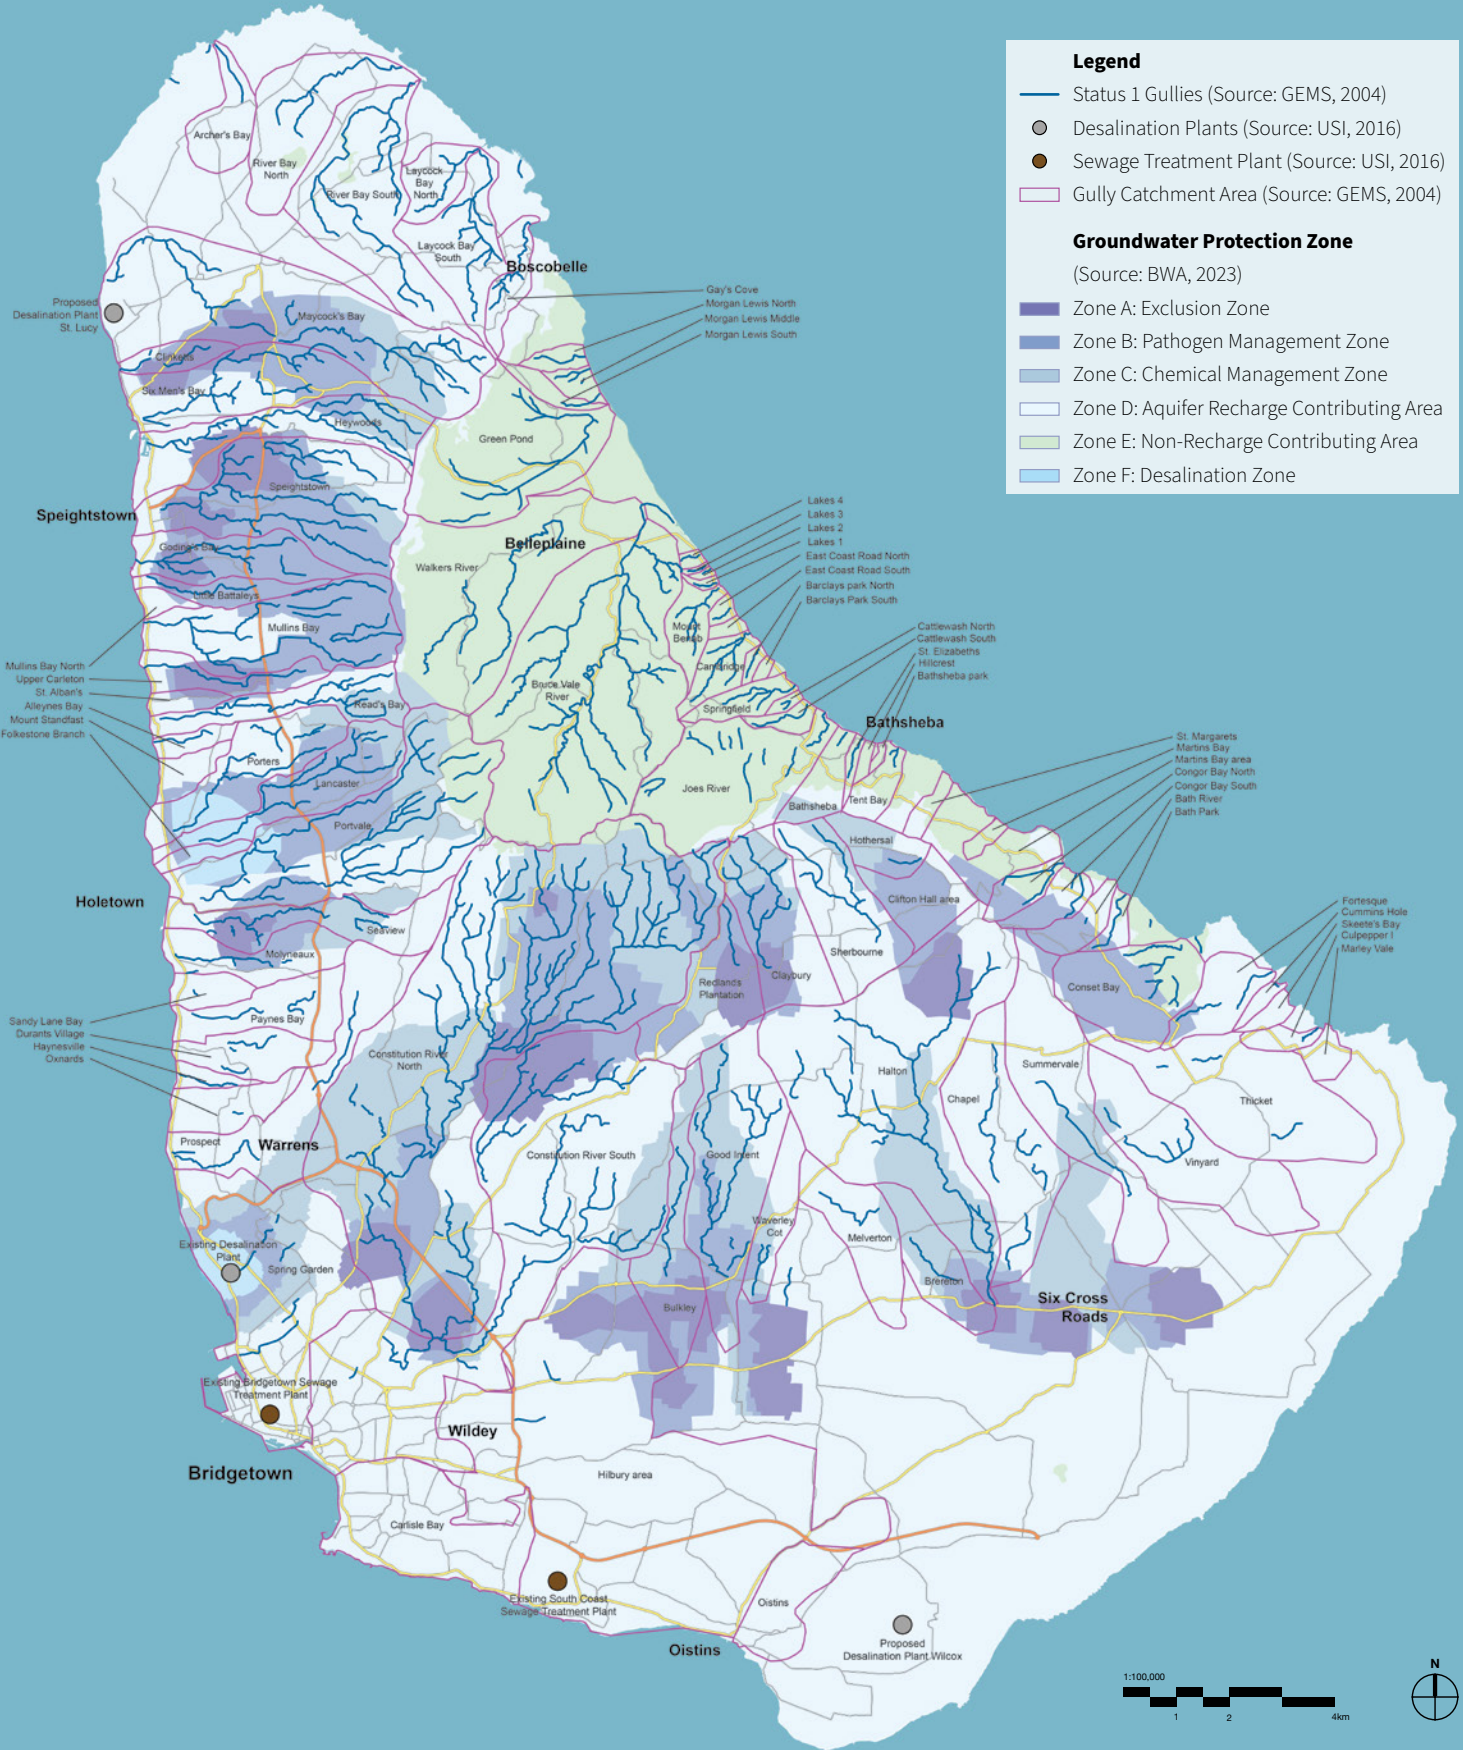 Legend
Status 1 Gullies (Source: GEMS, 2004)
Desalination Plants (Source: USI, 2016)
Sewage Treatment Plant (Source: USI, 2016)
Gully Catchment Area (Source: GEMS, 2004)
Groundwater Protection Zone
(Source: BWA, 2023)
Zone A: Exclusion Zone
Zone B: Pathogen Management Zone
Zone C: Chemical Management Zone
Zone D: Aquifer Recharge Contributing Area
Zone E: Non-Recharge Contributing Area
Zone F: Desalination Zone
Archer's Bay
River Bay
North
River Bay South
Laycock
Bay
North
Laycock Bay
South
Boscobelle
Gay's Cove
Morgan Lewis North
Morgan Lewis Middle
Morgan Lewis South
Proposed
Desalination Plant
St. Lucy
Maycock's Bay
Clinketts
Six Men's Bay
Heywoods
Green Pond
Speightstown
Speightstown
Goding's Bay
Little Battaleys
Mullins Bay
Belleplaine
Walkers River
Lakes 4
Lakes 3
Lakes 2
Lakes 1
East Coast Road North
East Coast Road South
Barclays park North
Barclays Park South
Mount
Benab
Cambridge
Springfield
Bruce Vale
River
Joes River
Cattlewash North
Cattlewash South
St. Elizabeths
Hillcrest
Bathsheba park
Bathsheba
Mullins Bay North
Upper Carleton
St. Alban's
Alleynes Bay
Mount Standfast
Folkestone Branch
Read's Bay
Porters
Lancaster
Portvale
Bathsheba
Tent Bay
Hothersal
St. Margarets
Martins Bay
Martins Bay area
Congor Bay North
Congor Bay South
Bath River
Bath Park
Holetown
Seaview
Molyneaux
Clifton Hall area
Sherbourne
Claybury
Redlands
Plantation
Conset Bay
Fortesque
Cummins Hole
Skeete's Bay
Culpepper I
Marley Vale
Sandy Lane Bay
Durants Village
Haynesville
Oxnards
Paynes Bay
Constitution River
North
Halton
Summervale
Chapel
Thicket
Vinyard
Prospect
Warrens
Constitution River South
Good Intent
Waverley
Cot
Melverton
Brereton
Existing Desalination
Plant
Spring Garden
Bulkley
Six Cross
Roads
Existing Bridgetown Sewage
Treatment Plant
Wildey
Bridgetown
Hilbury area
Carlisle Bay
Existing South Coast
Sewage Treatment Plant
Oistins
Oistins
Proposed
Desalination Plant Wilcox
1:100,000
1
2
4km
N